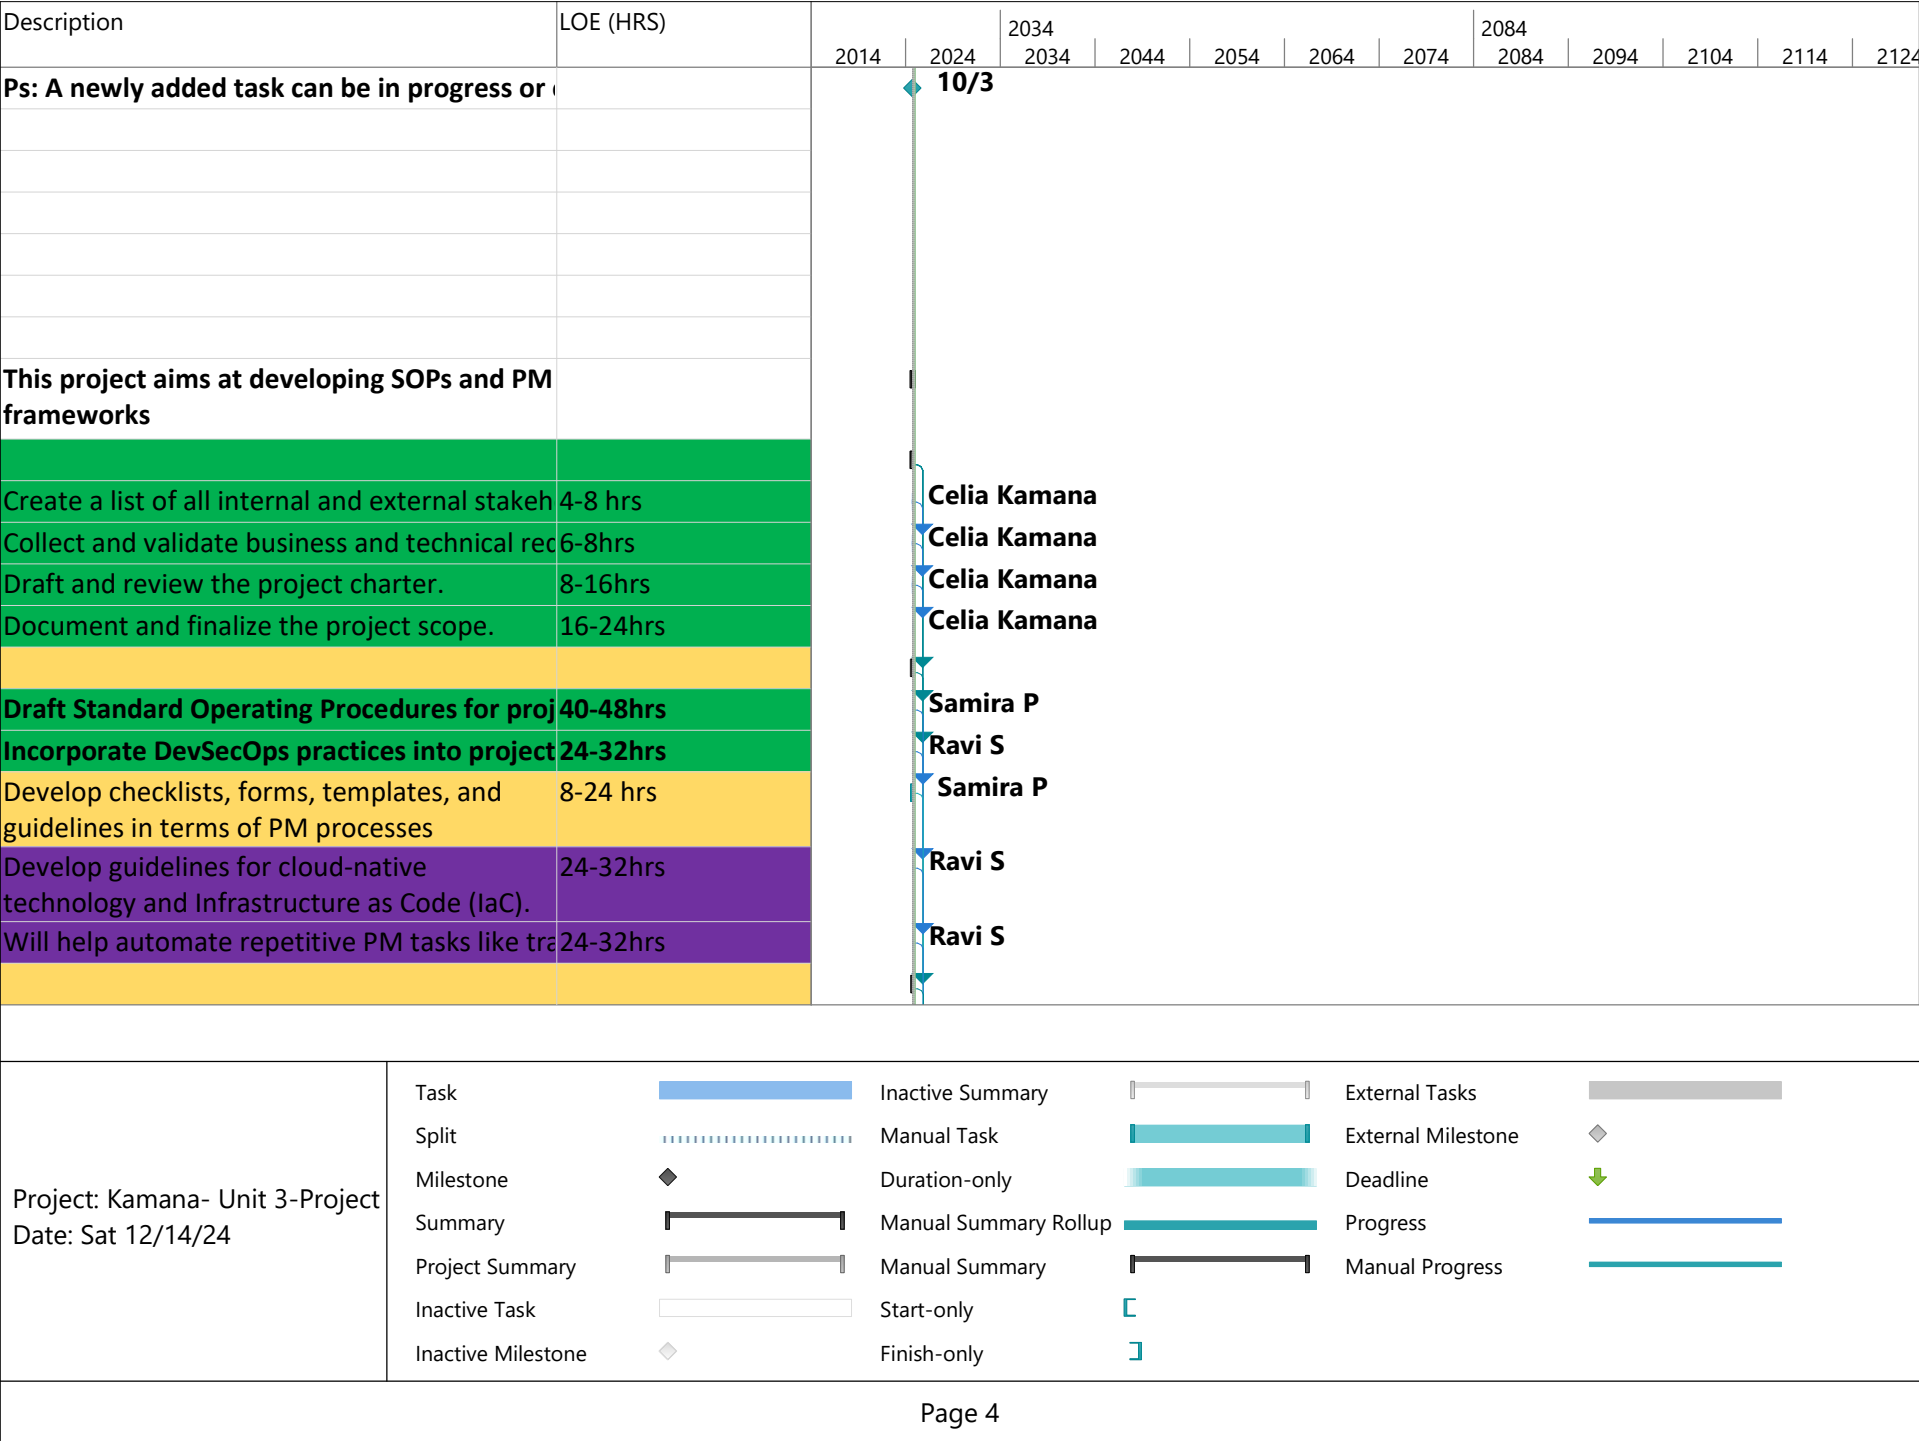 Description LOE (HRS)
2034 2084
2014 2024 2034 2044 2054 2064 2074 2084 2094 2104 2114 2124
Ps: A newly added task can be in progress or
10/3
This project aims at developing SOPs and PM
frameworks
Create a list of all internal and external stakeh 4-8 hrs Celia Kamana
Collect and validate business and technical req 6-8hrs Celia Kamana
Draft and review the project charter. 8-16hrs Celia Kamana
Document and finalize the project scope. 16-24hrs Celia Kamana
Draft Standard Operating Procedures for proj 40-48hrs Samira P
Incorporate DevSecOps practices into project 24-32hrs Ravi S
Develop checklists, forms, templates, and 8-24 hrs Samira P
guidelines in terms of PM processes
Develop guidelines for cloud-native 24-32hrs Ravi S
technology and Infrastructure as Code (IaC).
Will help automate repetitive PM tasks like tra 24-32hrs Ravi S
Project: Kamana- Unit 3-Project
Date: Sat 12/14/24
Task
Split
Milestone
Summary
Project Summary
Inactive Task
Inactive Milestone
Inactive Summary
Manual Task
Duration-only
Manual Summary Rollup
Manual Summary
Start-only
Finish-only
External Tasks
External Milestone
Deadline
Progress
Manual Progress
Page 4